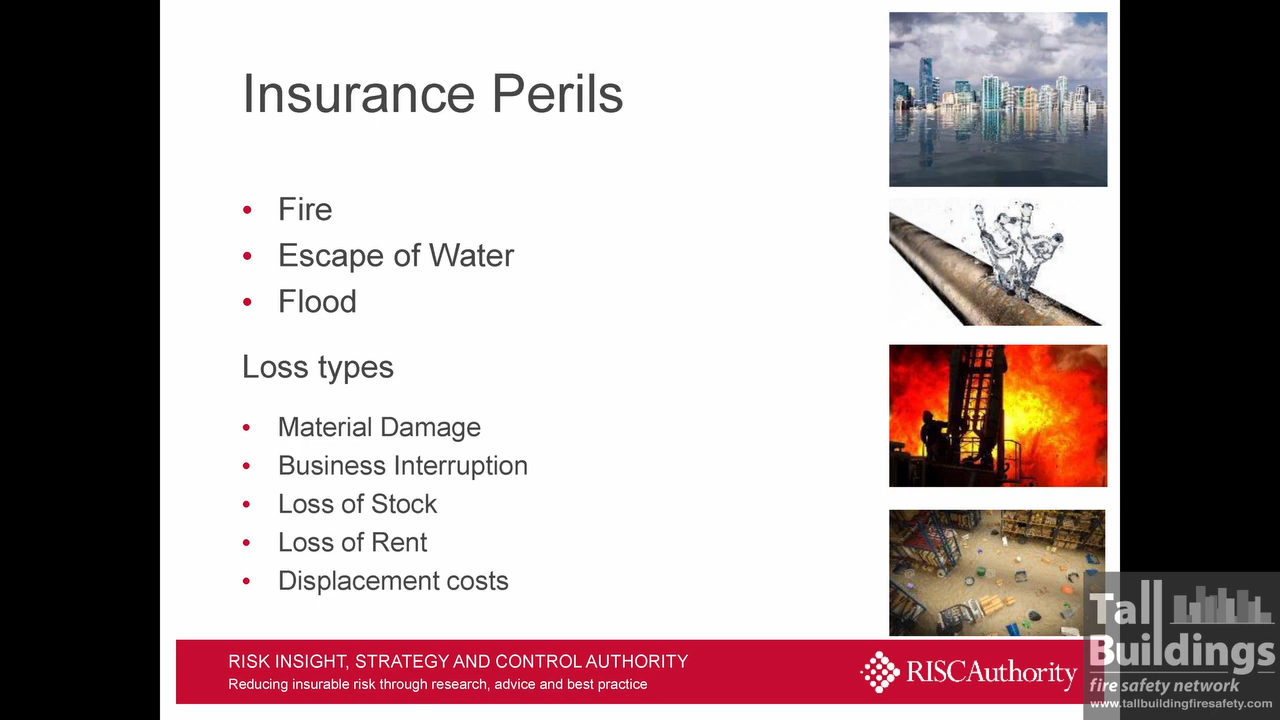 Insurance Perils
• Fire
• Escape of Water
• Flood
Loss types
• Material Damage
• Business Interruption
• Loss of Stock
• Loss of Rent
• Displacement costs
RISK INSIGHT, STRATEGY AND CONTROL AUTHORITY
Reducing insurable risk through research, advice and best practice
RISCAuthority
Tall
Buildings
fire safety network
www.tallbuildingfiresafety.com